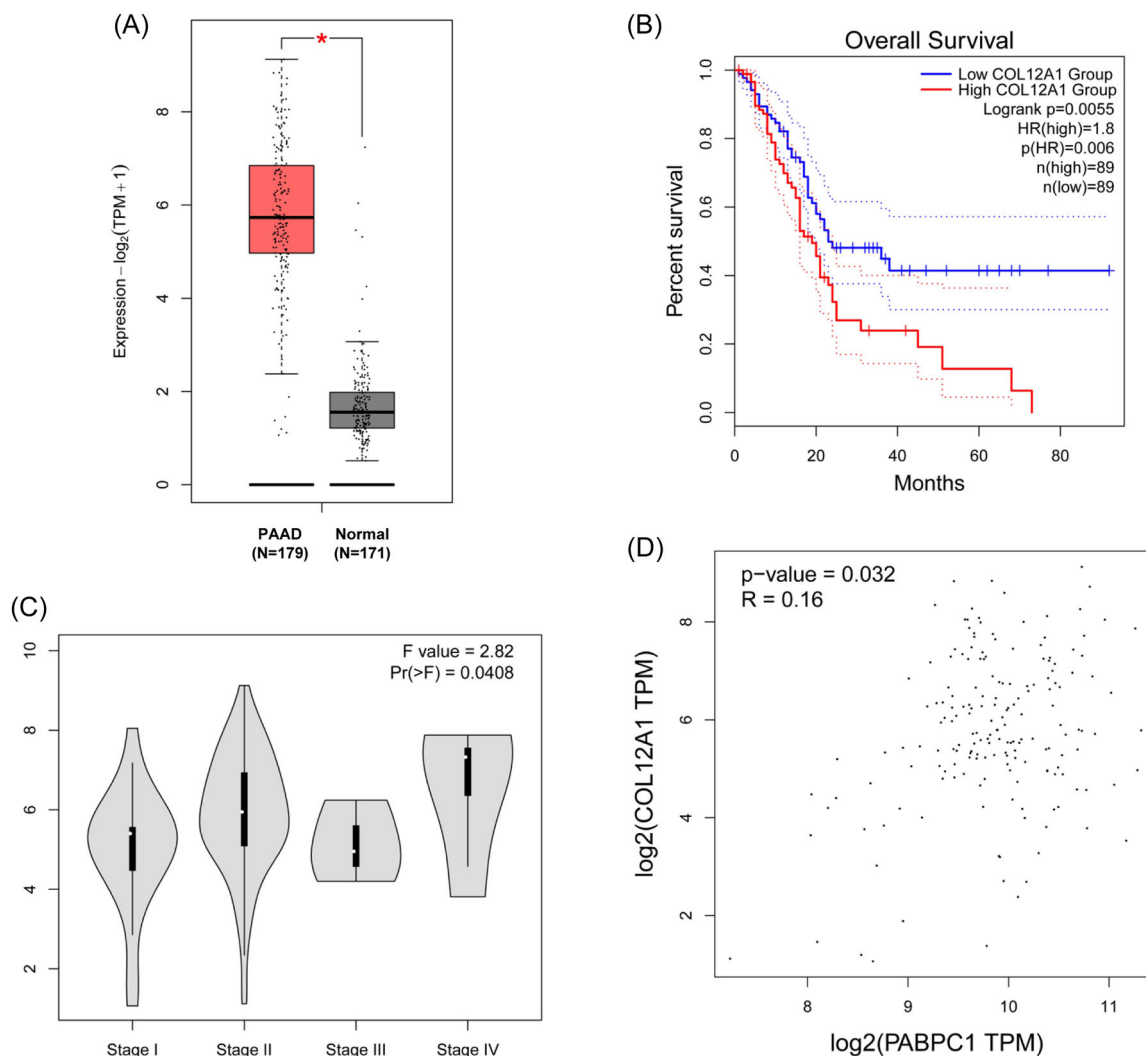 (A)
*
Expression – log2(TPM + 1)
8
6
4
2
0
PAAD
(N=179)
Normal
(N=171)
(B)
Overall Survival
Low COL12A1 Group
High COL12A1 Group
Logrank p=0.0055
HR(high)=1.8
p(HR)=0.006
n(high)=89
n(low)=89
Percent survival
1.0
0.8
0.6
0.4
0.2
0.0
0 20 40 60 80
Months
(C)
F value = 2.82
Pr(>F) = 0.0408
10
8
6
4
2
Stage I Stage II Stage III Stage IV
(D)
p−value = 0.032
R = 0.16
log2(COL12A1 TPM)
8
6
4
2
8 9 10 11
log2(PABPC1 TPM)